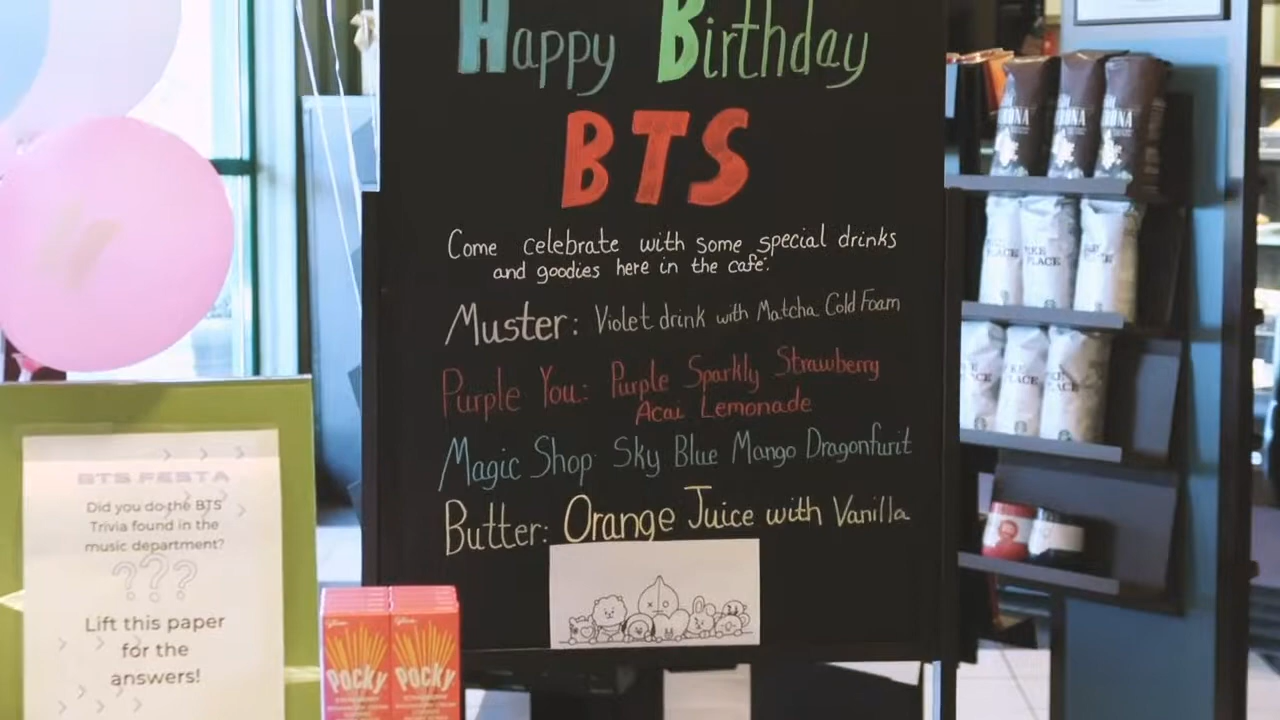 Happy Birthday
BTS
Come celebrate with some special drinks
and goodies here in the cafe.
Muster: Violet drink with Matcha Cold Foam
Purple You: Purple Sparkly Strawberry
Acai Lemonade
Magic Shop Sky Blue Mango Dragonfurit
Butter: Orange Juice with Vanilla
BTS FESTA
Did you do the BTS
Trivia found in the
music department?
???
Lift this paper
for the
answers!
Glico
Glico
POCKY
POCKY